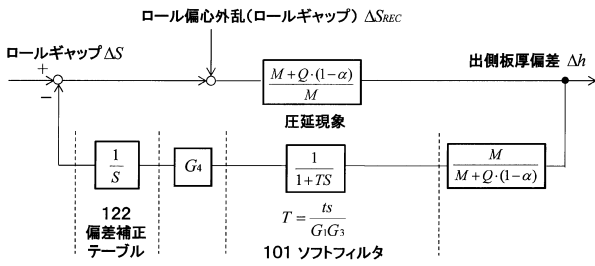 ロール偏心外乱(ロールギャップ) ΔSREC
ロールギャップΔS
出側板厚偏差 Δh
+
−
M+Q·(1-α)
M
圧延現象
1
S
G4
1
1+TS
M
M+Q·(1-α)
T = ts
G1G3
122
偏差補正
テーブル
101 ソフトフィルタ